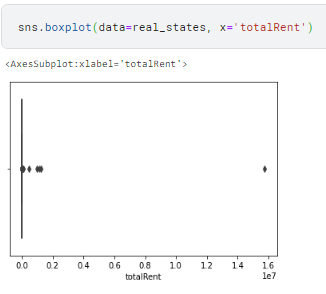 sns.boxplot(data=real_states, x='totalRent')
<AxesSubplot:xlabel='totalRent'>
0.0 0.2 0.4 0.6 0.8 1.0 1.2 1.4 1.6
1e7
totalRent